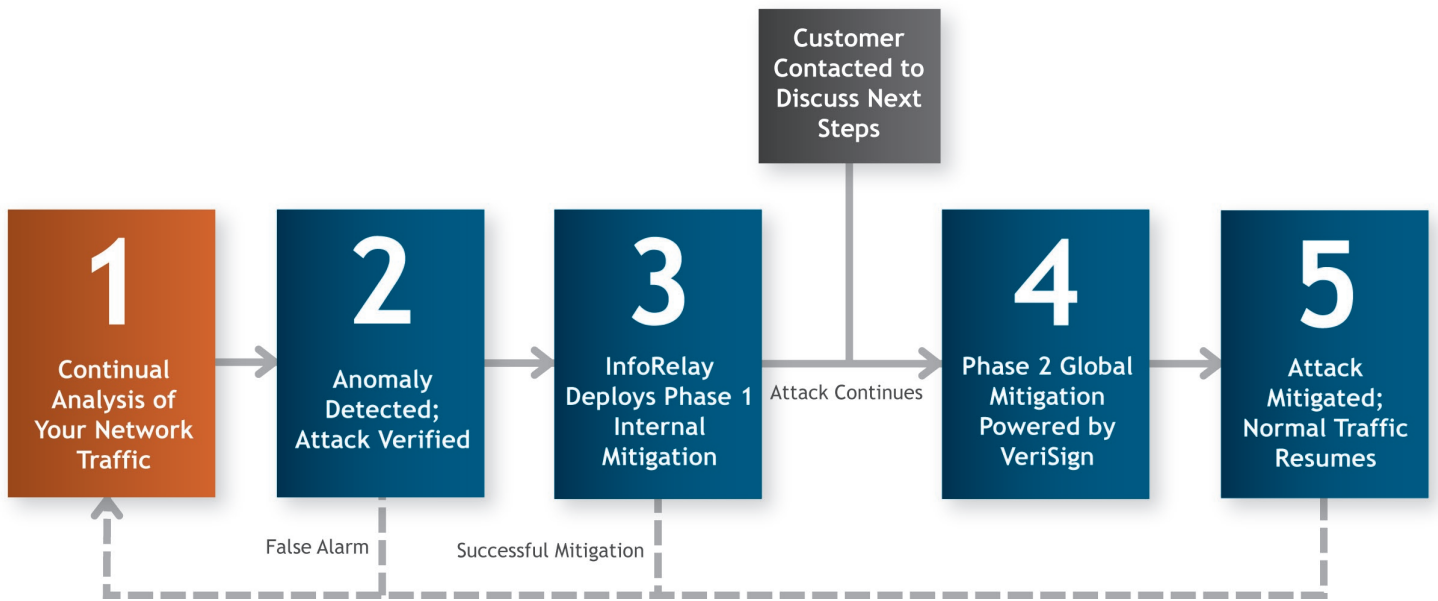 Customer
Contacted to
Discuss Next
Steps
1
Continual
Analysis of
Your Network
Traffic
2
Anomaly
Detected;
Attack Verified
3
InfoRelay
Deploys Phase 1
Internal
Mitigation
Attack Continues
4
Phase 2 Global
Mitigation
Powered by
VeriSign
5
Attack
Mitigated;
Normal Traffic
Resumes
False Alarm
Successful Mitigation